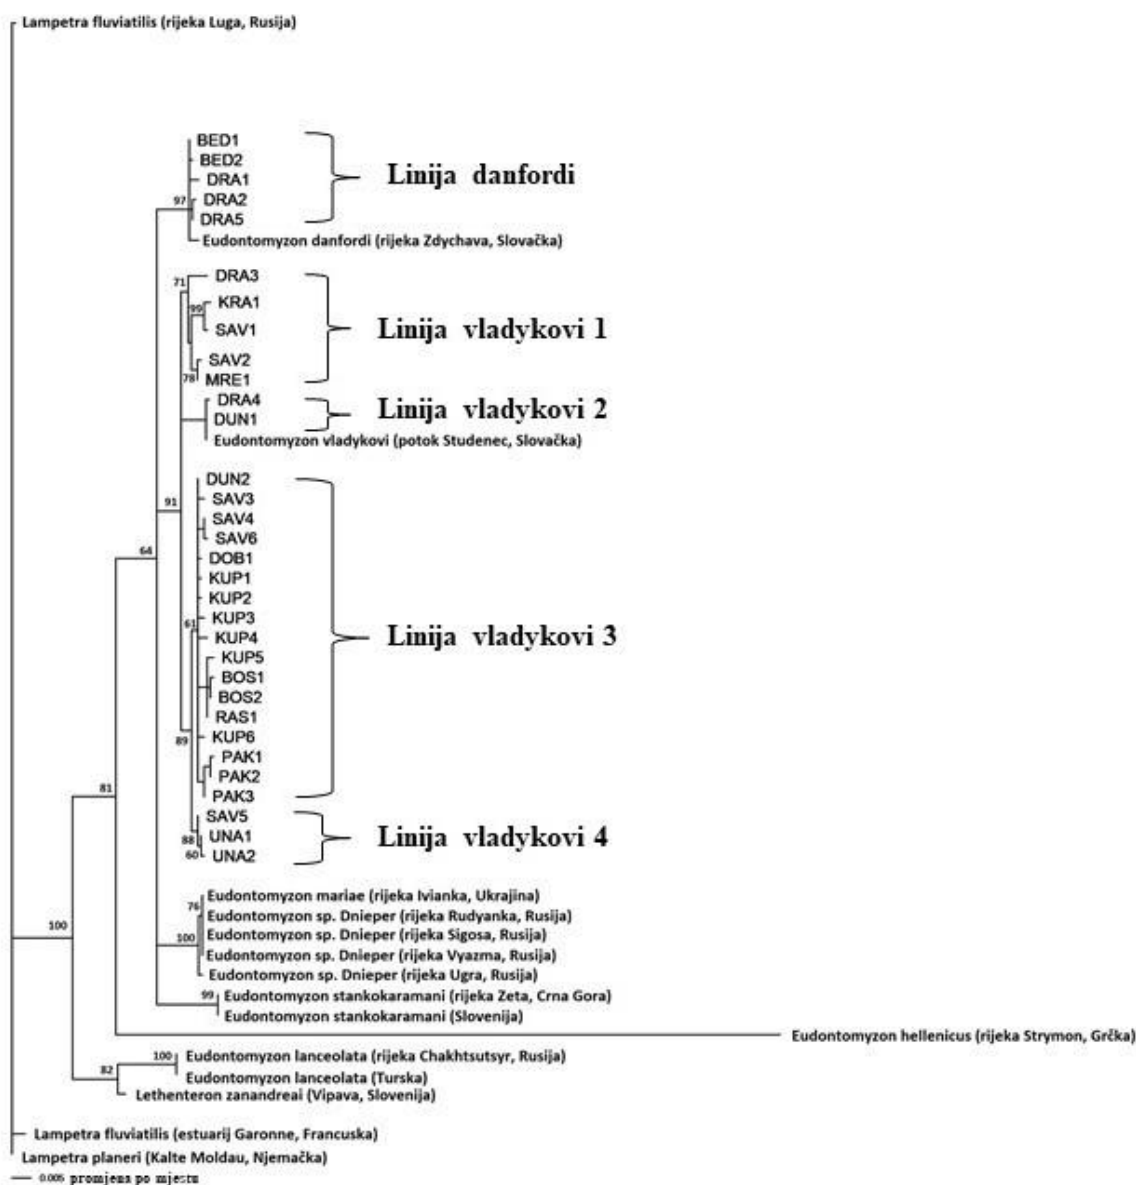 Lampetra fluviatilis (rijeka Luga, Rusija)
BED1
BED2
DRA1
97
DRA2
DRA5
Linija danfordi
Eudontomyzon danfordi (rijeka Zdychava, Slovačka)
71
DRA3
99
KRA1
SAV1
SAV2
78
MRE1
Linija vladykovi 1
DRA4
DUN1
Linija vladykovi 2
Eudontomyzon vladykovi (potok Studenec, Slovačka)
91
DUN2
SAV3
SAV4
SAV6
64
DOB1
KUP1
KUP2
KUP3
61
KUP4
KUP5
BOS1
BOS2
RAS1
KUP6
89
PAK1
PAK2
PAK3
Linija vladykovi 3
81
SAV5
88
UNA1
60
UNA2
Linija vladykovi 4
Eudontomyzon mariae (rijeka Ivianka, Ukrajina)
76
Eudontomyzon sp. Dnieper (rijeka Rudyanka, Rusija)
100
100
Eudontomyzon sp. Dnieper (rijeka Sigosa, Rusija)
Eudontomyzon sp. Dnieper (rijeka Vyazma, Rusija)
Eudontomyzon sp. Dnieper (rijeka Ugra, Rusija)
99
Eudontomyzon stankokaramani (rijeka Zeta, Crna Gora)
Eudontomyzon stankokaramani (Slovenija)
Eudontomyzon hellenicus (rijeka Strymon, Grčka)
100
Eudontomyzon lanceolata (rijeka Chakhtsutsyr, Rusija)
82
Eudontomyzon lanceolata (Turska)
Lethenteron zanandreai (Vipava, Slovenija)
Lampetra fluviatilis (estuarij Garonne, Francuska)
Lampetra planeri (Kalte Moldau, Njemačka)
0.005 promjena po mjestu